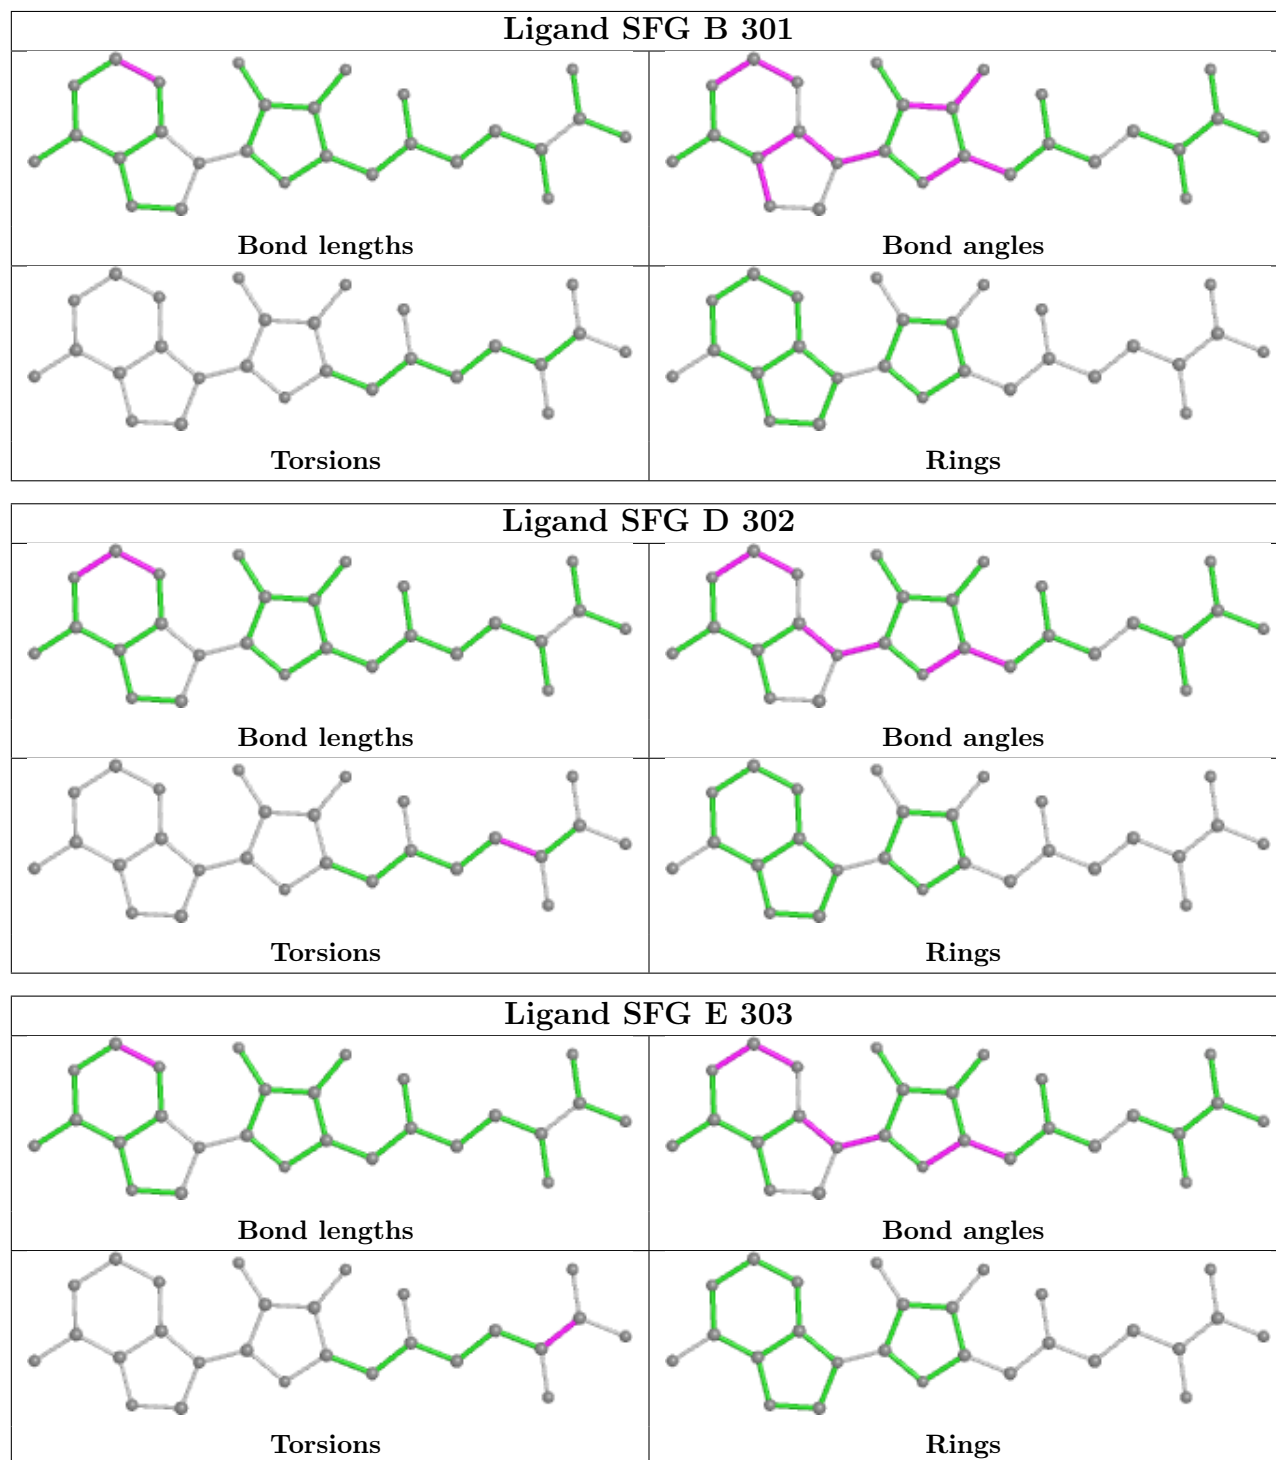 Ligand SFG B 301
Bond lengths
Bond angles
Torsions
Rings
Ligand SFG D 302
Bond lengths
Bond angles
Torsions
Rings
Ligand SFG E 303
Bond lengths
Bond angles
Torsions
Rings